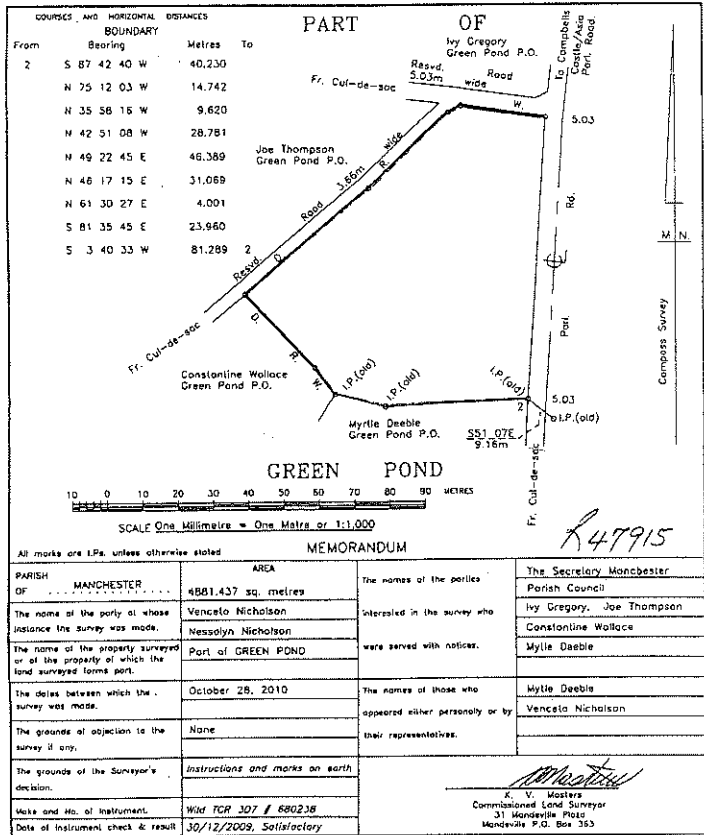 COURSES AND HORIZONTAL DISTANCES
BOUNDARY
From Bearing Metres To
2 S 87 42 40 W 40,230
N 75 12 03 W 14.742
N 35 56 16 W 9,620
N 42 51 08 W 28,781
N 49 22 45 E 46,389
N 46 17 15 E 31,069
N 61 30 27 E 4,001
S 81 35 45 E 23,960
S 3 40 33 W 81.289 2
PART OF
Ivy Gregory
Green Pond P.O.
Resvd. Road
5.03m wide
Fr. Cul-de-sac
To Campbells
Castle/Asia
Parl. Road.
W.
5.03
Joe Thompson
Green Pond P.O.
Resvd. Road 3.66m wide
D. R.
Rd.
Parl.
M N.
Compass Survey
Fr. Cul-de-sac
D. R. W.
Constantine Wallace
Green Pond P.O.
I.P.(old)
I.P.(old)
I.P.(old)
2
5.03
I.P.(old)
Myrtle Deeble
Green Pond P.O.
S51 07E
9.16m
Fr. Cul-de-sac
GREEN POND
10 0 10 20 30 40 50 60 70 80 90 METRES
SCALE One Millimetre = One Metre or 1:1,000
R47915
All marks are I.Ps. unless otherwise stated
MEMORANDUM
PARISH OF MANCHESTER
AREA
4881.437 sq. metres
The name of the party at whose instance the survey was made.
Vencelo Nicholson
Nessalyn Nicholson
The name of the property surveyed or of the property of which the land surveyed forms part.
Part of GREEN POND
The dates between which the survey was made.
October 28, 2010
The grounds of objection to the survey if any.
None
The grounds of the Surveyor's decision.
Instructions and marks on earth
Make and No. of Instrument.
Wild TCR 307 # 680238
Date of instrument check & result
30/12/2009, Satisfactory
The names of the parties interested in the survey who were served with notices.
The Secretary Manchester
Parish Council
Ivy Gregory, Joe Thompson
Constantine Wallace
Mytle Deeble
The names of those who appeared either personally or by their representatives.
Mytle Deeble
Vencelo Nicholson
K. V. Masters
Commissioned Land Surveyor
31 Mandeville Plaza
Mandeville P.O. Box 363